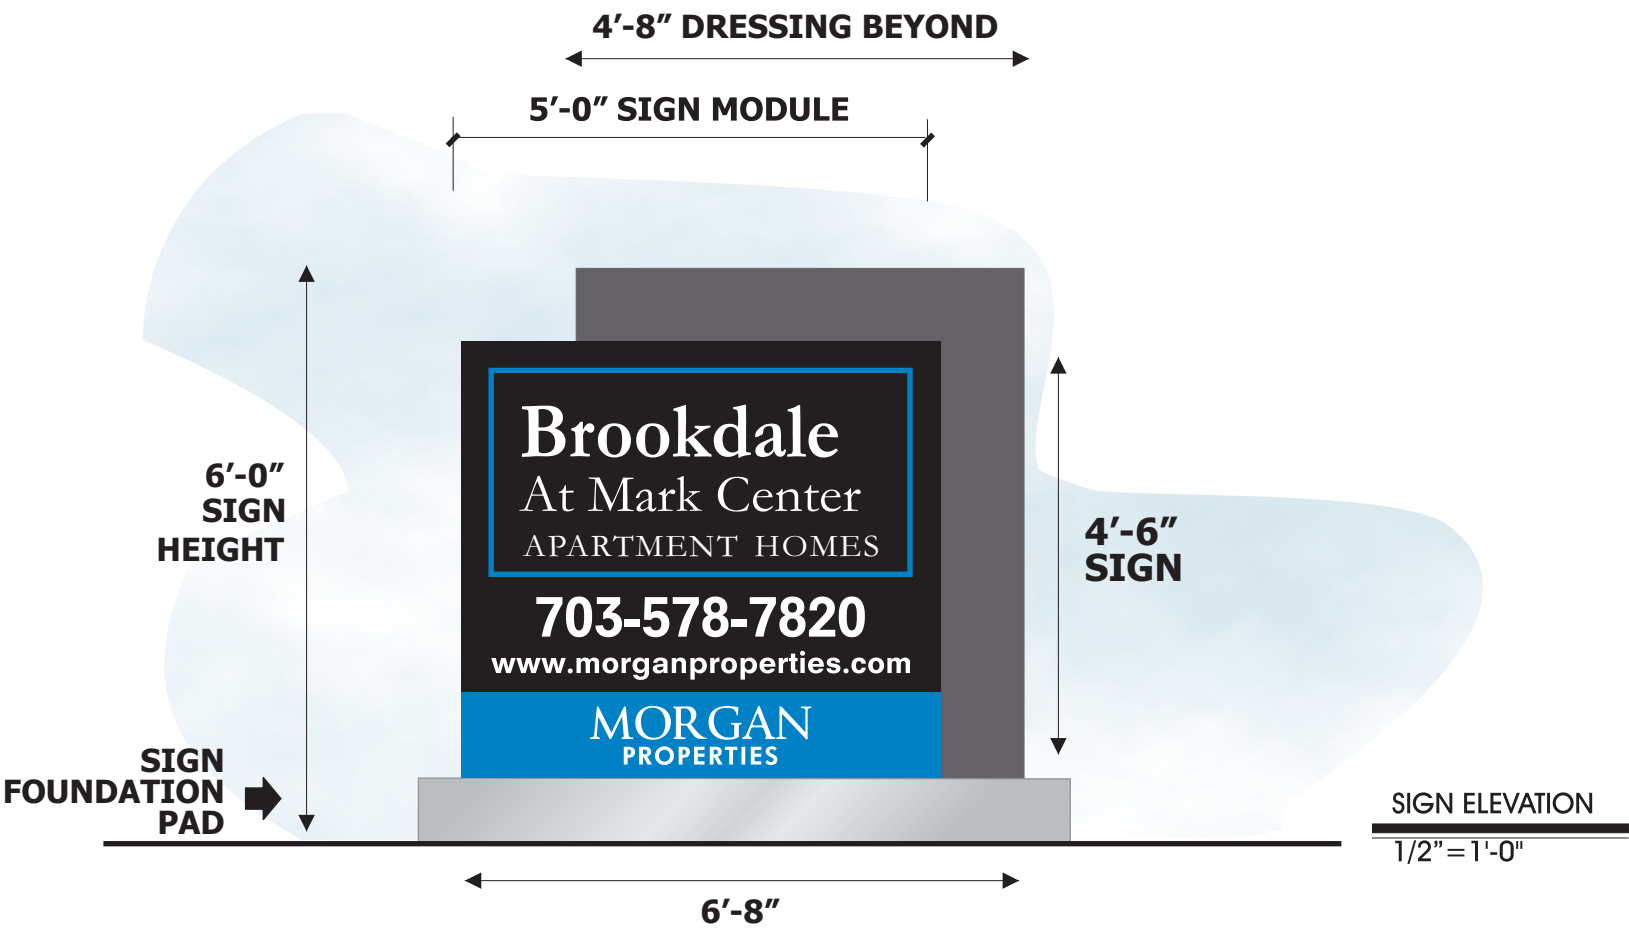 4’-8” DRESSING BEYOND
5’-0” SIGN MODULE
6’-0”
SIGN
HEIGHT
Brookdale
At Mark Center
APARTMENT HOMES
703-578-7820
www.morganproperties.com
MORGAN
PROPERTIES
4’-6”
SIGN
SIGN
FOUNDATION
PAD
SIGN ELEVATION
1/2”=1'-0"
6’-8”